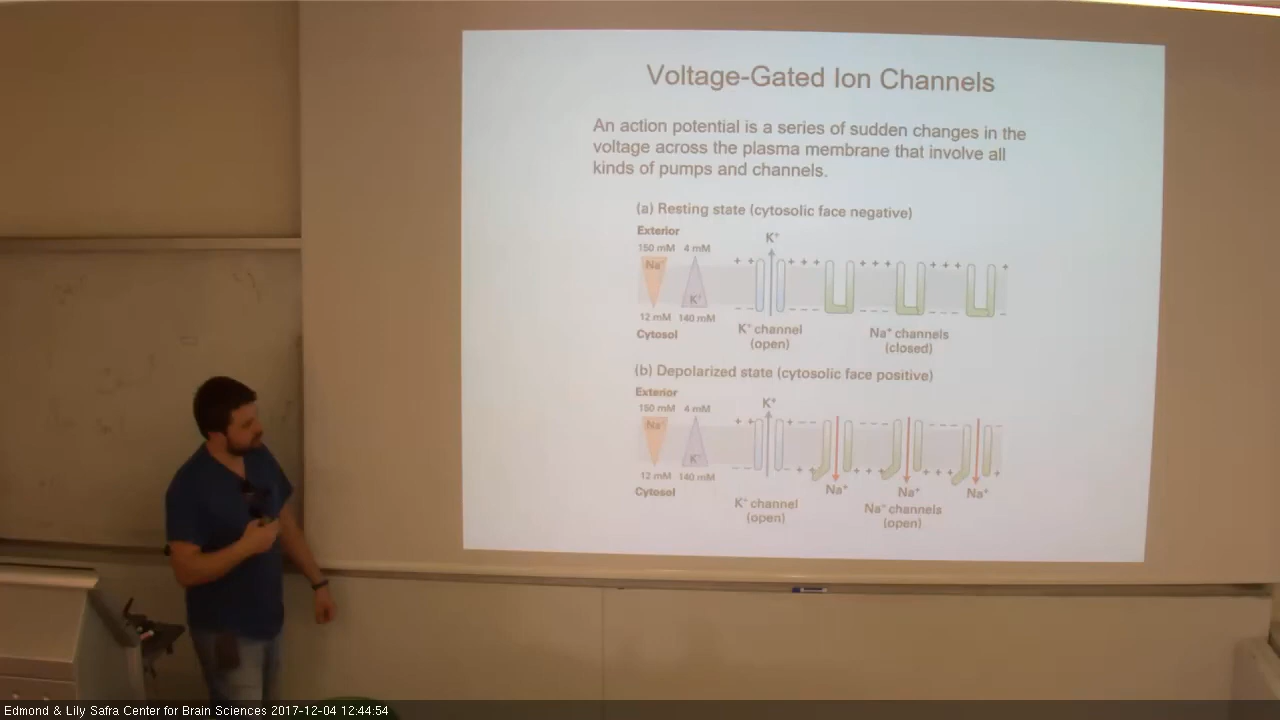 Voltage-Gated Ion Channels
An action potential is a series of sudden changes in the
voltage across the plasma membrane that involve all
kinds of pumps and channels.
(a) Resting state (cytosolic face negative)
Exterior
150 mM 4 mM
Na⁺
K⁺
12 mM 140 mM
Cytosol
K⁺
+ + + + + + + + + + + + +
K⁺ channel
(open)
Na⁺ channels
(closed)
(b) Depolarized state (cytosolic face positive)
Exterior
150 mM 4 mM
Na⁺
K⁺
12 mM 140 mM
Cytosol
K⁺
K⁺ channel
(open)
Na⁺
Na⁺
Na⁺
Na⁺ channels
(open)
Edmond & Lily Safra Center for Brain Sciences 2017-12-04 12:44:54